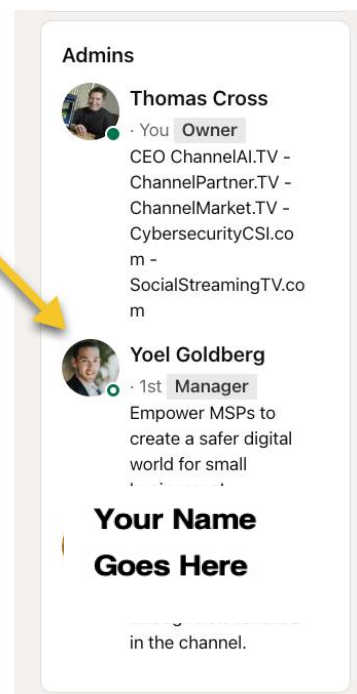 Admins
Thomas Cross
· You Owner
CEO ChannelAI.TV -
ChannelPartner.TV -
ChannelMarket.TV -
CybersecurityCSI.co
m -
SocialStreamingTV.co
m
Yoel Goldberg
· 1st Manager
Empower MSPs to
create a safer digital
world for small
Your Name
Goes Here
in the channel.